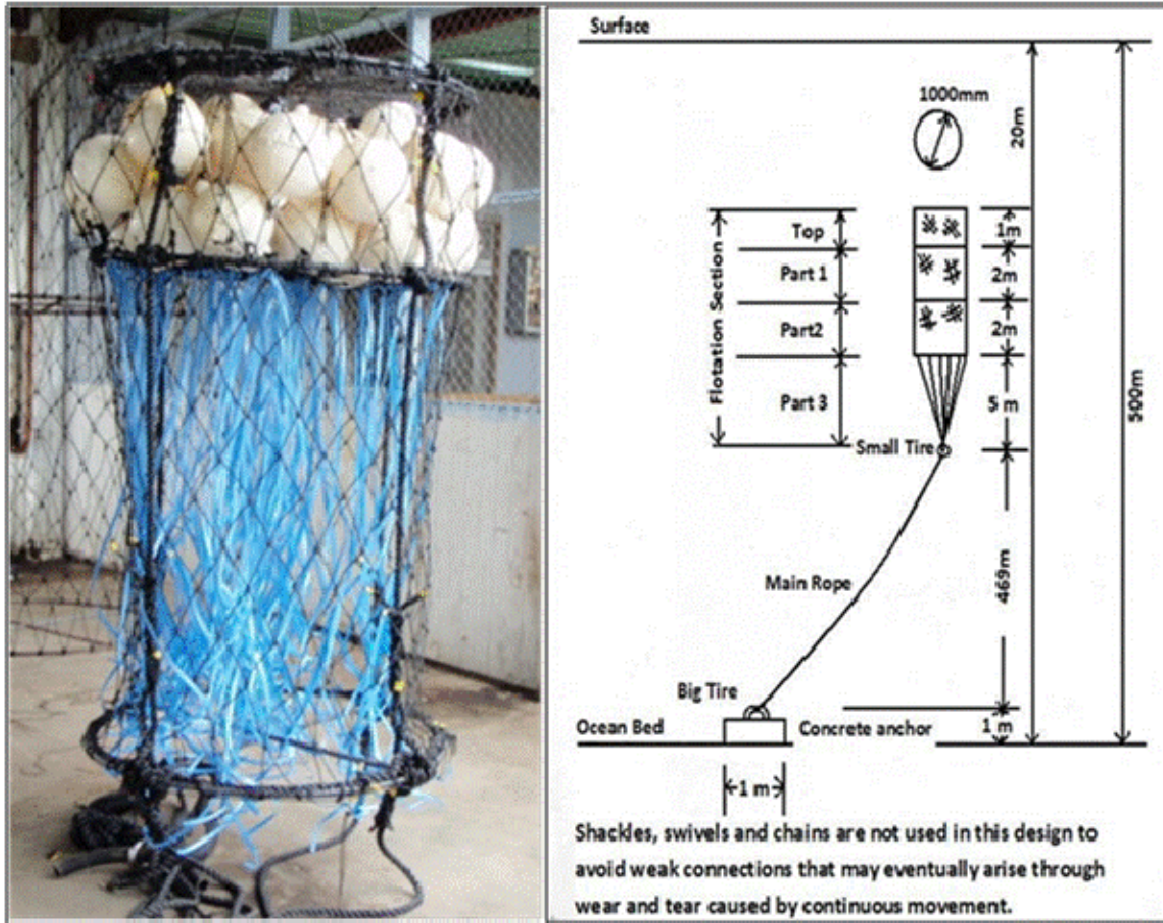 Surface
1000mm
20m
Flotation Section
Top
1m
Part 1
2m
Part2
2m
Part 3
5 m
500m
Small Tire
469m
Main Rope
Big Tire
Ocean Bed
Concrete anchor
1 m
1 m
Shackles, swivels and chains are not used in this design to
avoid weak connections that may eventually arise through
wear and tear caused by continuous movement.